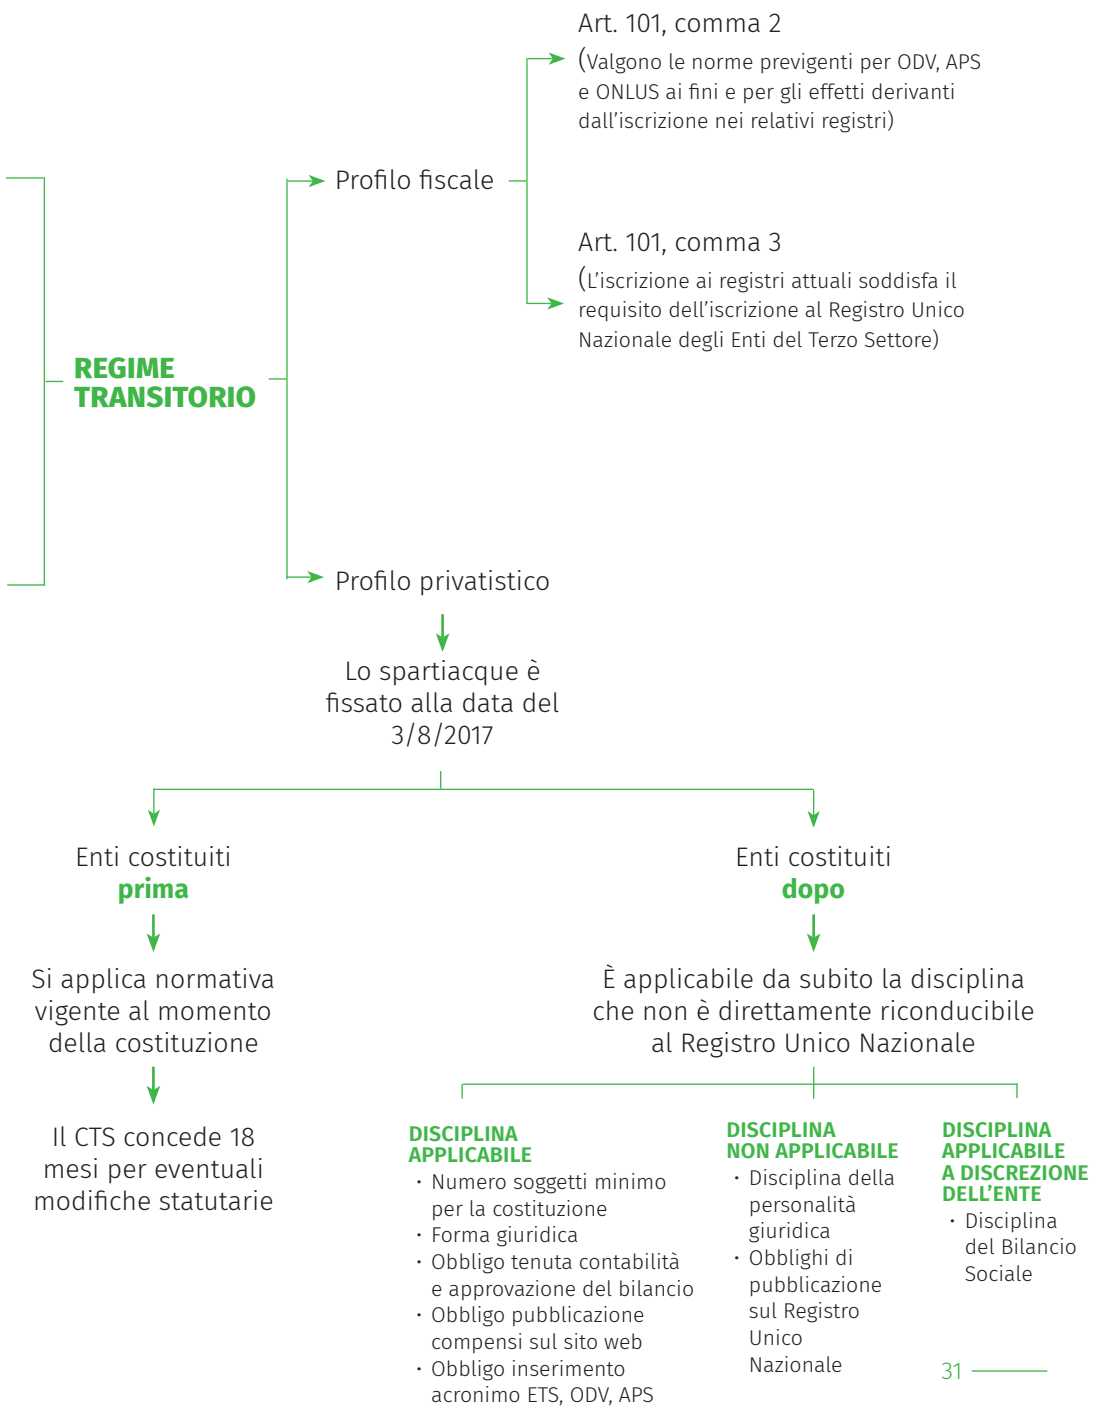 Art. 101, comma 2
(Valgono le norme previgenti per ODV, APS
e ONLUS ai fini e per gli effetti derivanti
dall'iscrizione nei relativi registri)
Profilo fiscale
Art. 101, comma 3
(L'iscrizione ai registri attuali soddisfa il
requisito dell'iscrizione al Registro Unico
Nazionale degli Enti del Terzo Settore)
REGIME
TRANSITORIO
Profilo privatistico
Lo spartiacque è
fissato alla data del
3/8/2017
Enti costituiti
prima
Si applica normativa
vigente al momento
della costituzione
Il CTS concede 18
mesi per eventuali
modifiche statutarie
Enti costituiti
dopo
È applicabile da subito la disciplina
che non è direttamente riconducibile
al Registro Unico Nazionale
DISCIPLINA
APPLICABILE
· Numero soggetti minimo
per la costituzione
· Forma giuridica
· Obbligo tenuta contabilità
e approvazione del bilancio
· Obbligo pubblicazione
compensi sul sito web
· Obbligo inserimento
acronimo ETS, ODV, APS
DISCIPLINA
NON APPLICABILE
· Disciplina della
personalità
giuridica
· Obblighi di
pubblicazione
sul Registro
Unico
Nazionale
DISCIPLINA
APPLICABILE
A DISCREZIONE
DELL'ENTE
· Disciplina
del Bilancio
Sociale
31